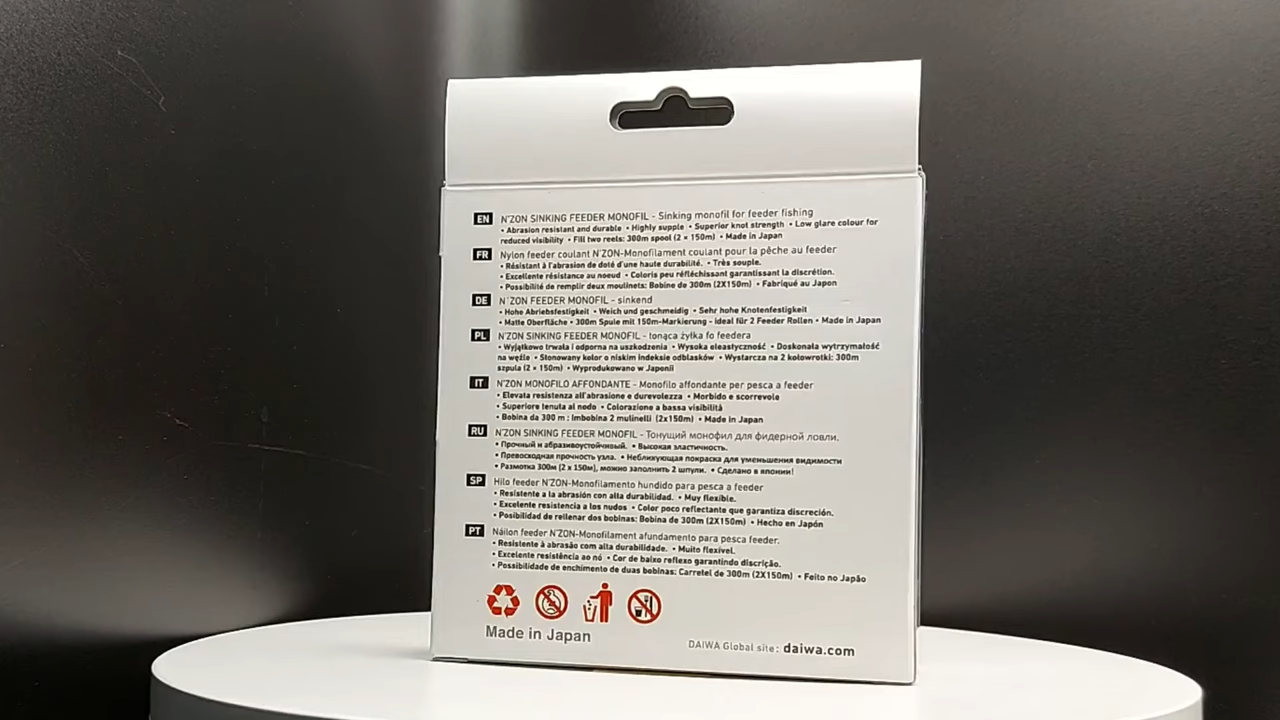 EN N'ZON SINKING FEEDER MONOFIL - Sinking monofil for feeder fishing
• Abrasion resistant and durable • Highly supple • Superior knot strength • Low glare colour for
reduced visibility • Fill two reels: 300m spool (2 × 150m) • Made in Japan
FR Nylon feeder coulant N'ZON-Monofilament coulant pour la pêche au feeder
• Résistant à l'abrasion de doté d'une haute durabilité. • Très souple.
• Excellente résistance au noeud • Coloris peu réfléchissant garantissant la discrétion.
• Possibilité de remplir deux moulinets: Bobine de 300m (2X150m) • Fabriqué au Japon
DE N'ZON FEEDER MONOFIL - sinkend
• Hohe Abriebsfestigkeit • Weich und geschmeidig • Sehr hohe Knotenfestigkeit
• Matte Oberfläche • 300m Spule mit 150m-Markierung - ideal für 2 Feeder Rollen • Made in Japan
PL N'ZON SINKING FEEDER MONOFIL - tonąca żyłka fo feedera
• Wyjątkowo trwała i odporna na uszkodzenia • Wysoka eleastyczność • Doskonała wytrzymałość
na węźle • Stonowany kolor o niskim indeksie odblasków • Wystarcza na 2 kołowrotki: 300m
szpula (2 × 150m) • Wyprodukowano w Japonii
IT N'ZON MONOFILO AFFONDANTE - Monofilo affondante per pesca a feeder
• Elevata resistenza all'abrasione e durevolezza • Morbido e scorrevole
• Superiore tenuta al nodo • Colorazione a bassa visibilità
• Bobina da 300 m : Imbobina 2 mulinelli (2x150m) • Made in Japan
RU N'ZON SINKING FEEDER MONOFIL - Тонущий монофил для фидерной ловли.
• Прочный и абразивоустойчивый. • Высокая эластичность.
• Превосходная прочность узла. • Небликующая покраска для уменьшения видимости
• Размотка 300м (2 x 150м), можно заполнить 2 шпули. • Сделано в японии!
SP Hilo feeder N'ZON-Monofilamento hundido para pesca a feeder
• Resistente a la abrasión con alta durabilidad. • Muy flexible.
• Excelente resistencia a los nudos • Color poco reflectante que garantiza discreción.
• Posibilidad de rellenar dos bobinas: Bobina de 300m (2X150m) • Hecho en Japón
PT Náilon feeder N'ZON-Monofilament afundamento para pesca feeder.
• Resistente à abrasão com alta durabilidade. • Muito flexível.
• Excelente resistência ao nó • Cor de baixo reflexo garantindo discrição.
• Possibilidade de enchimento de duas bobinas: Carretel de 300m (2X150m) • Feito no Japão
Made in Japan
DAIWA Global site: daiwa.com